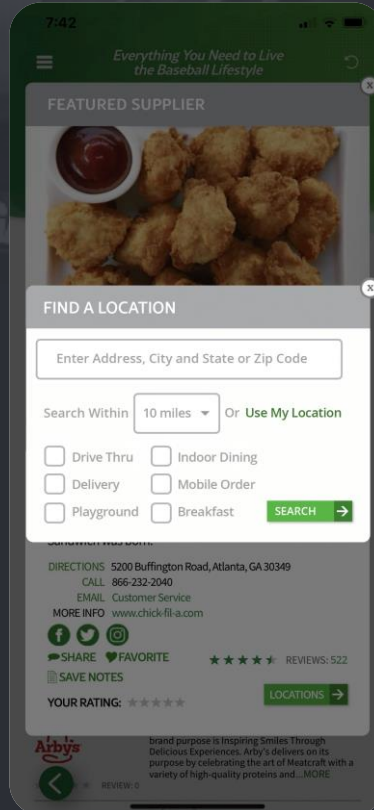 7:42
Everything You Need to Live
the Baseball Lifestyle
x
FEATURED SUPPLIER
x
FIND A LOCATION
Enter Address, City and State or Zip Code
Search Within 10 miles Or Use My Location
Drive Thru Indoor Dining
Delivery Mobile Order
Playground Breakfast SEARCH
Sandwich was born.
DIRECTIONS 5200 Buffington Road, Atlanta, GA 30349
CALL 866-232-2040
EMAIL Customer Service
MORE INFO www.chick-fil-a.com
SHARE FAVORITE REVIEWS: 522
SAVE NOTES
YOUR RATING: LOCATIONS
Arby's
brand purpose is Inspiring Smiles Through
Delicious Experiences. Arby's delivers on its
purpose by celebrating the art of Meatcraft with a
variety of high-quality proteins and...MORE
REVIEW: 0